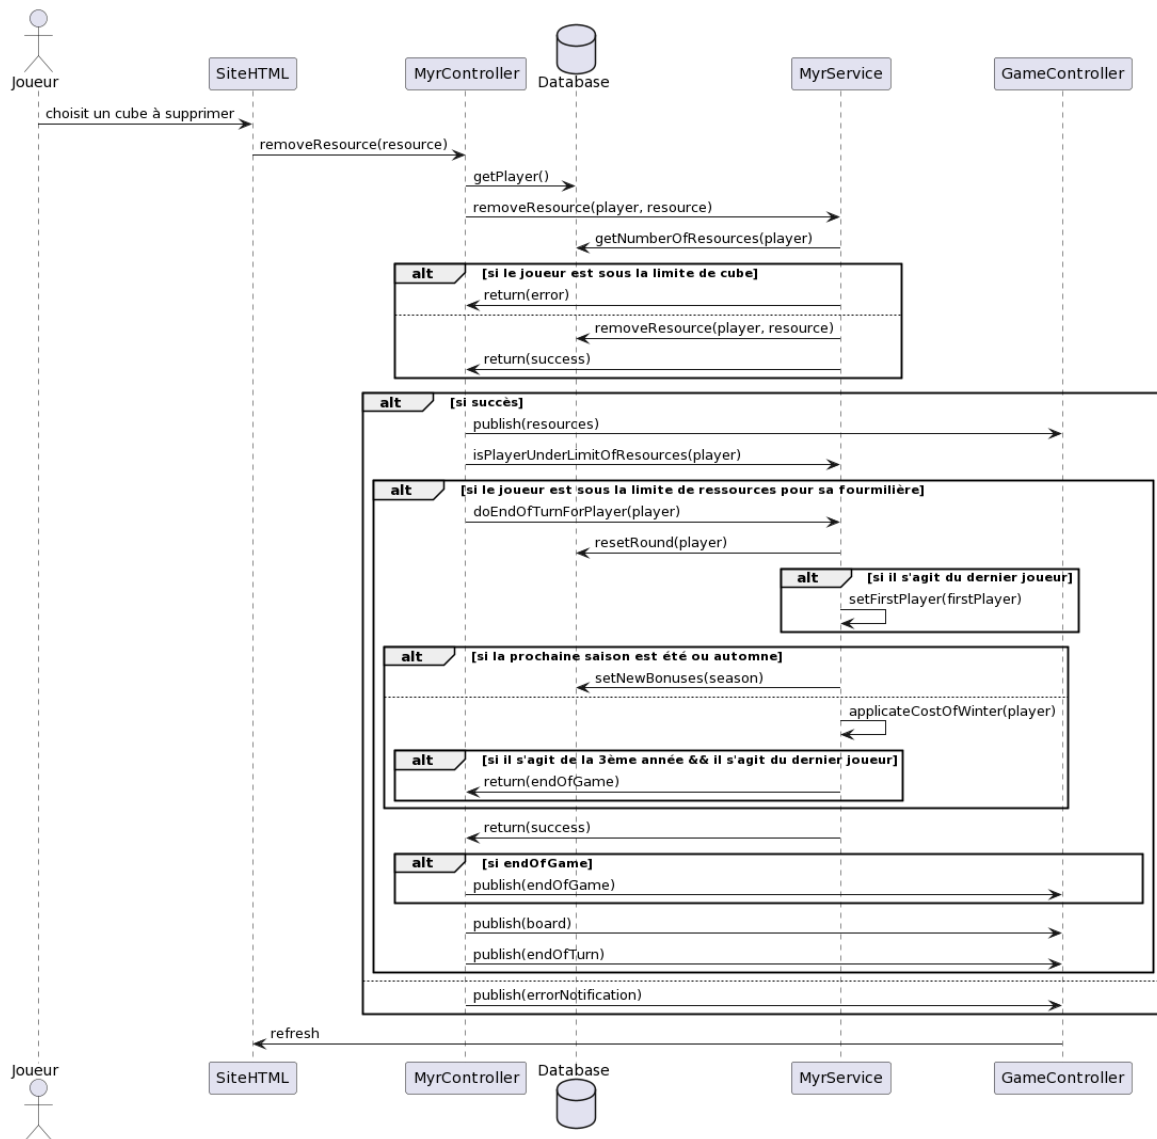 Joueur
SiteHTML
MyrController
Database
MyrService
GameController
choisit un cube à supprimer
removeResource(resource)
getPlayer()
removeResource(player, resource)
getNumberOfResources(player)
alt [si le joueur est sous la limite de cube]
return(error)
removeResource(player, resource)
return(success)
alt [si succès]
publish(resources)
isPlayerUnderLimitOfResources(player)
alt [si le joueur est sous la limite de ressources pour sa fourmilière]
doEndOfTurnForPlayer(player)
resetRound(player)
alt [si il s'agit du dernier joueur]
setFirstPlayer(firstPlayer)
alt [si la prochaine saison est été ou automne]
setNewBonuses(season)
applicateCostOfWinter(player)
alt [si il s'agit de la 3ème année && il s'agit du dernier joueur]
return(endOfGame)
return(success)
alt [si endOfGame]
publish(endOfGame)
publish(board)
publish(endOfTurn)
publish(errorNotification)
refresh
Joueur
SiteHTML
MyrController
Database
MyrService
GameController